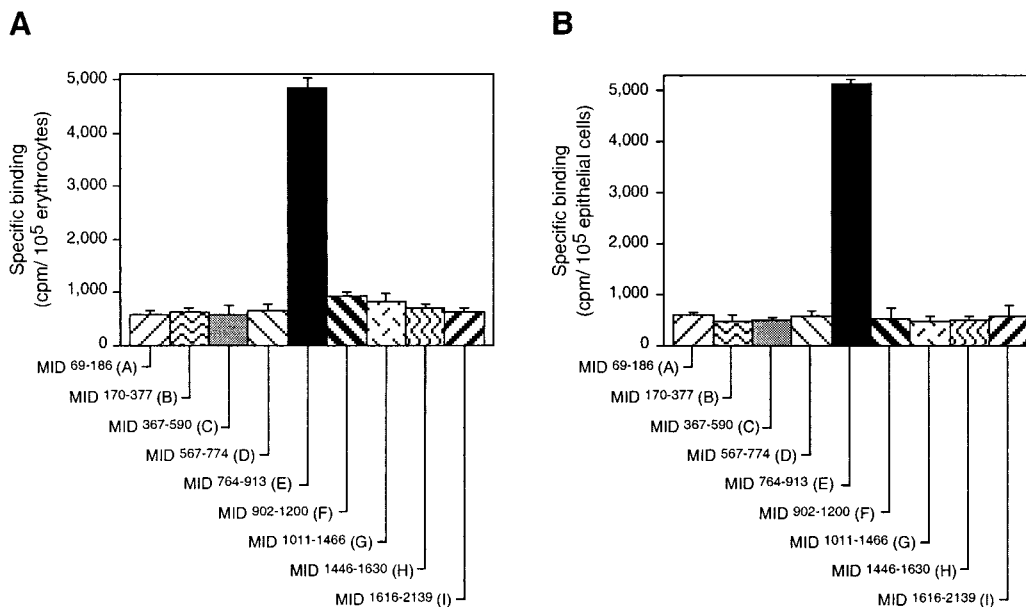 A
Specific binding
(cpm/ 10⁵ erythrocytes)
5,000
4,000
3,000
2,000
1,000
0
MID 69-186 (A)
MID 170-377 (B)
MID 367-590 (C)
MID 567-774 (D)
MID 764-913 (E)
MID 902-1200 (F)
MID 1011-1466 (G)
MID 1446-1630 (H)
MID 1616-2139 (I)
B
Specific binding
(cpm/ 10⁵ epithelial cells)
5,000
4,000
3,000
2,000
1,000
0
MID 69-186 (A)
MID 170-377 (B)
MID 367-590 (C)
MID 567-774 (D)
MID 764-913 (E)
MID 902-1200 (F)
MID 1011-1466 (G)
MID 1446-1630 (H)
MID 1616-2139 (I)